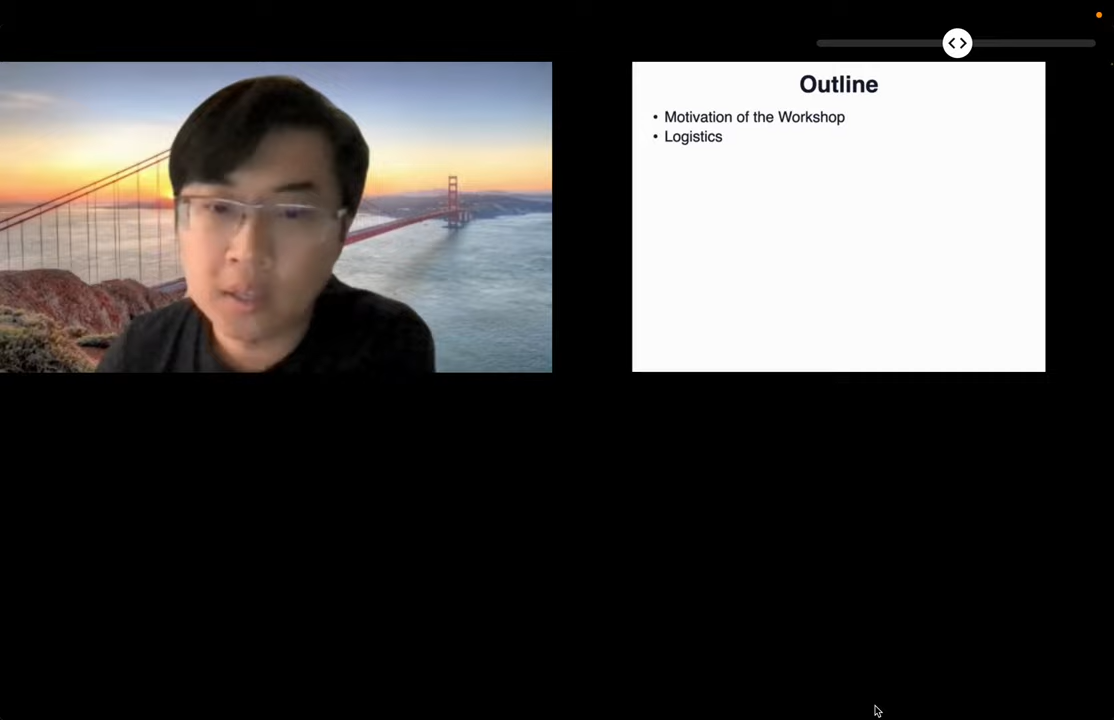 Outline
• Motivation of the Workshop
• Logistics